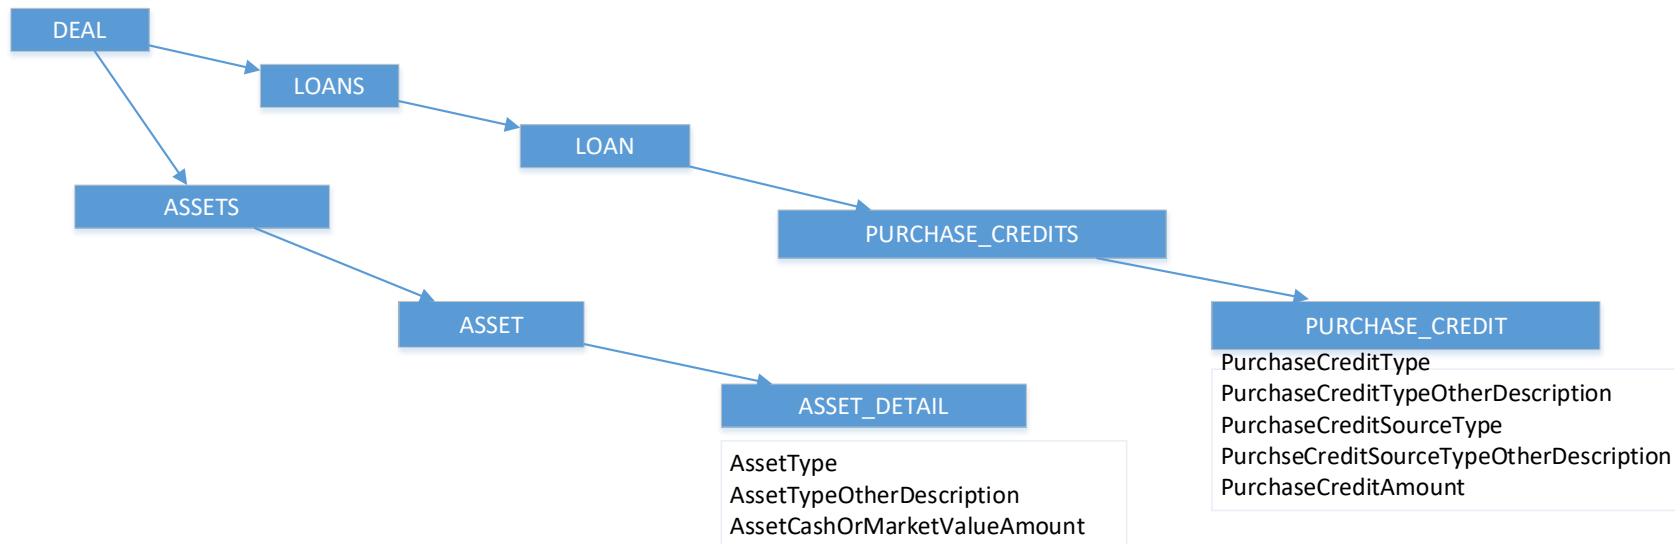 DEAL
LOANS
LOAN
ASSETS
PURCHASE_CREDITS
ASSET
PURCHASE_CREDIT
PurchaseCreditType
PurchaseCreditTypeOtherDescription
PurchaseCreditSourceType
PurchseCreditSourceTypeOtherDescription
PurchaseCreditAmount
ASSET_DETAIL
AssetType
AssetTypeOtherDescription
AssetCashOrMarketValueAmount